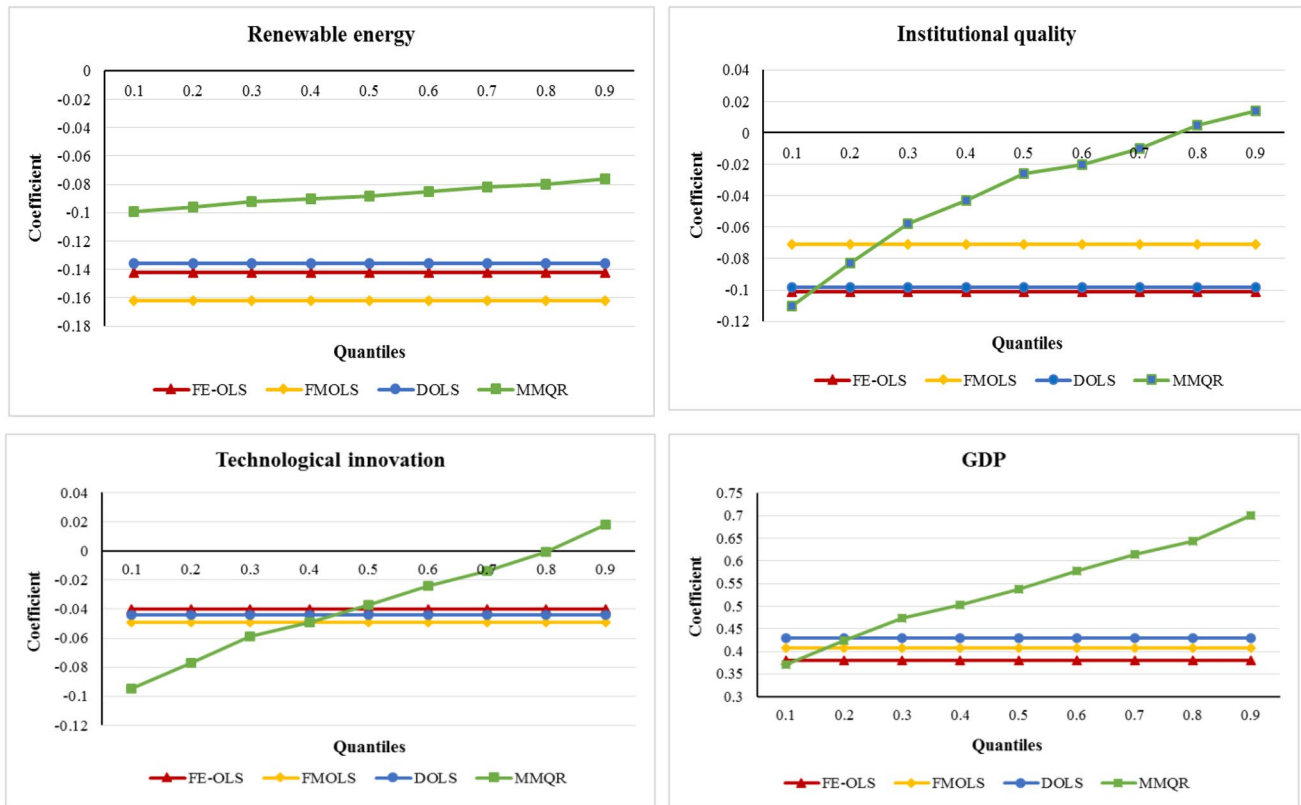 Renewable energy
Coefficient
0
-0.02
-0.04
-0.06
-0.08
-0.1
-0.12
-0.14
-0.16
-0.18
0.1 0.2 0.3 0.4 0.5 0.6 0.7 0.8 0.9
Quantiles
FE-OLS FMOLS DOLS MMQR
Institutional quality
Coefficient
0.04
0.02
0
-0.02
-0.04
-0.06
-0.08
-0.1
-0.12
0.1 0.2 0.3 0.4 0.5 0.6 0.7 0.8 0.9
Quantiles
FE-OLS FMOLS DOLS MMQR
Technological innovation
Coefficient
0.04
0.02
0
-0.02
-0.04
-0.06
-0.08
-0.1
-0.12
0.1 0.2 0.3 0.4 0.5 0.6 0.7 0.8 0.9
Quantiles
FE-OLS FMOLS DOLS MMQR
GDP
Coefficient
0.75
0.7
0.65
0.6
0.55
0.5
0.45
0.4
0.35
0.3
0.1 0.2 0.3 0.4 0.5 0.6 0.7 0.8 0.9
Quantiles
FE-OLS FMOLS DOLS MMQR